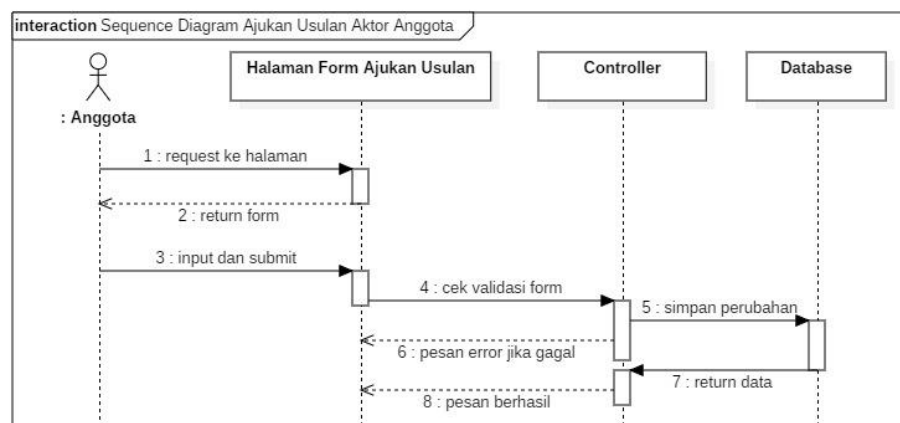 interaction Sequence Diagram Ajukan Usulan Aktor Anggota
Halaman Form Ajukan Usulan
Controller
Database
: Anggota
1 : request ke halaman
2 : return form
3 : input dan submit
4 : cek validasi form
5 : simpan perubahan
6 : pesan error jika gagal
7 : return data
8 : pesan berhasil